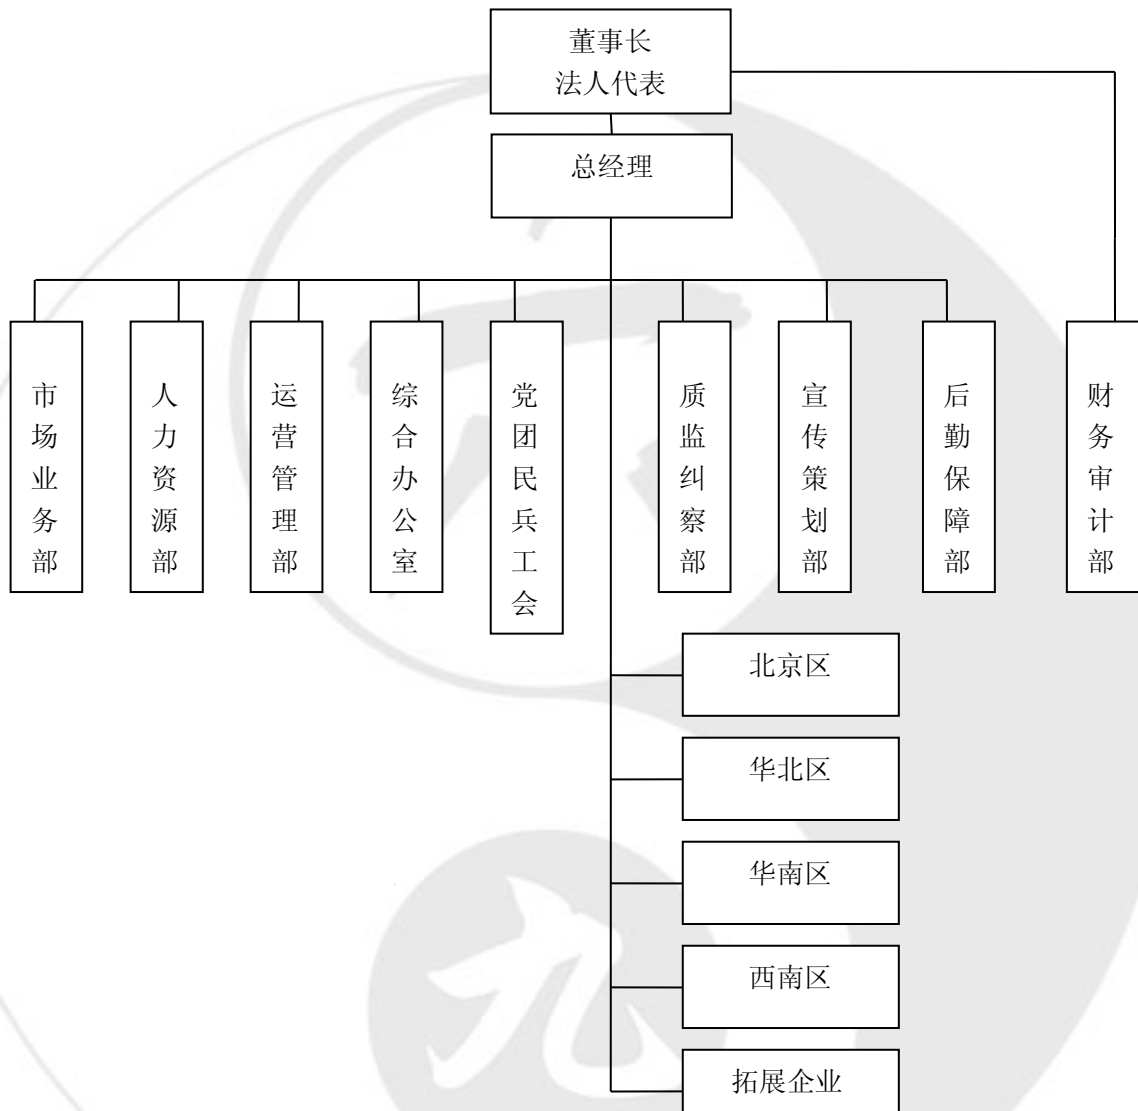 董事长
法人代表
总经理
市场业务部
人力资源部
运营管理部
综合办公室
党团民兵工会
质监纠察部
宣传策划部
后勤保障部
财务审计部
北京区
华北区
华南区
西南区
拓展企业
六
九